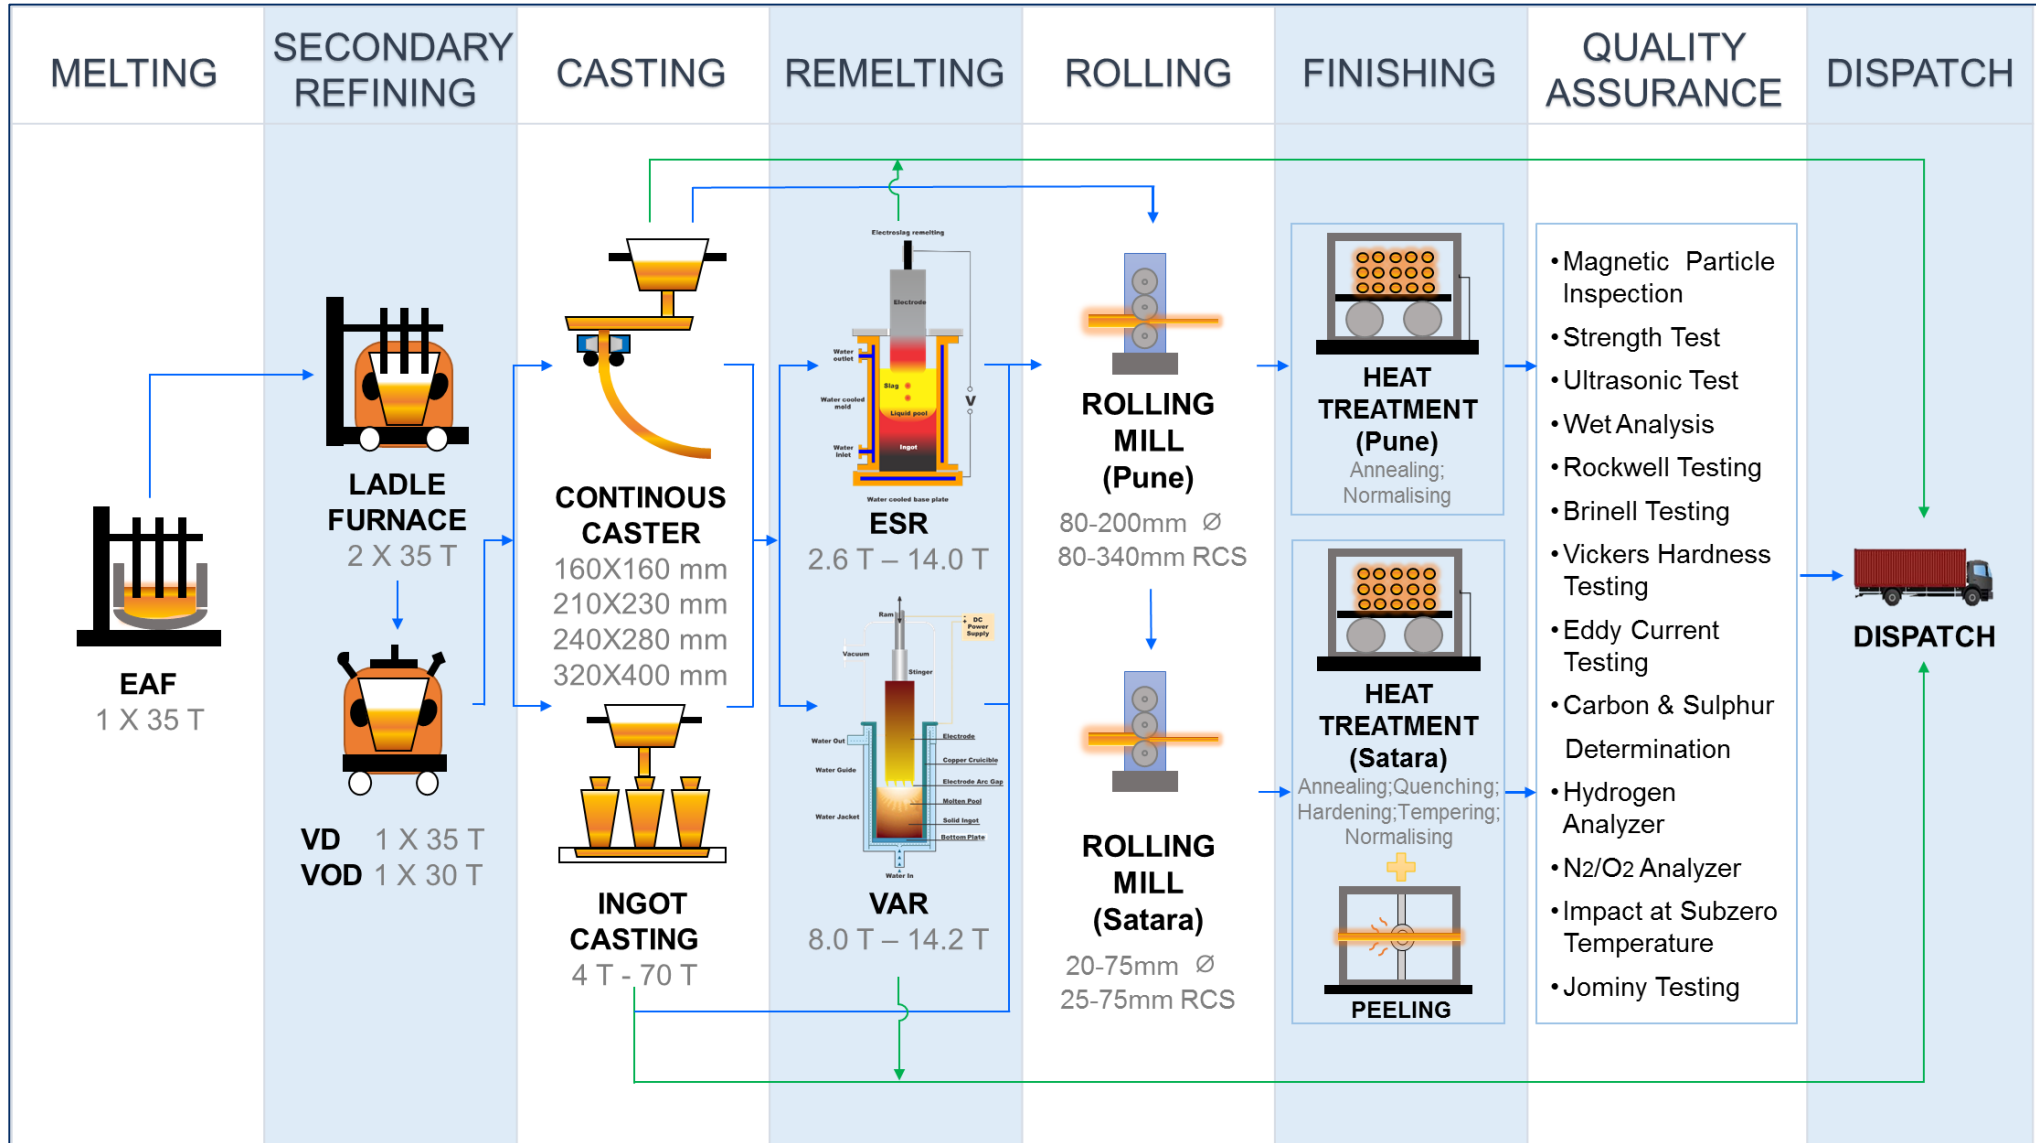 MELTING
SECONDARY
REFINING
CASTING
REMELTING
ROLLING
FINISHING
QUALITY
ASSURANCE
DISPATCH
EAF
1 X 35 T
LADLE
FURNACE
2 X 35 T
VD 1 X 35 T
VOD 1 X 30 T
CONTINOUS
CASTER
160X160 mm
210X230 mm
240X280 mm
320X400 mm
INGOT
CASTING
4 T - 70 T
Electroslag remelting
Electrode
Water
outlet
Slag
Water cooled
mold
Liquid pool
V
Water
Inlet
Ingot
Water cooled base plate
ESR
2.6 T – 14.0 T
Ram
DC
Power
Supply
Vacuum
Stinger
Water Out
Electrode
Copper Cruicible
Water Guide
Electrode Arc Gap
Molten Pool
Water Jacket
Solid Ingot
Bottom Plate
Water In
VAR
8.0 T – 14.2 T
ROLLING
MILL
(Pune)
80-200mm Ø
80-340mm RCS
ROLLING
MILL
(Satara)
20-75mm Ø
25-75mm RCS
HEAT
TREATMENT
(Pune)
Annealing;
Normalising
HEAT
TREATMENT
(Satara)
Annealing;Quenching;
Hardening;Tempering;
Normalising
PEELING
• Magnetic Particle
Inspection
• Strength Test
• Ultrasonic Test
• Wet Analysis
• Rockwell Testing
• Brinell Testing
• Vickers Hardness
Testing
• Eddy Current
Testing
• Carbon & Sulphur
Determination
• Hydrogen
Analyzer
• N2/O2 Analyzer
• Impact at Subzero
Temperature
• Jominy Testing
DISPATCH